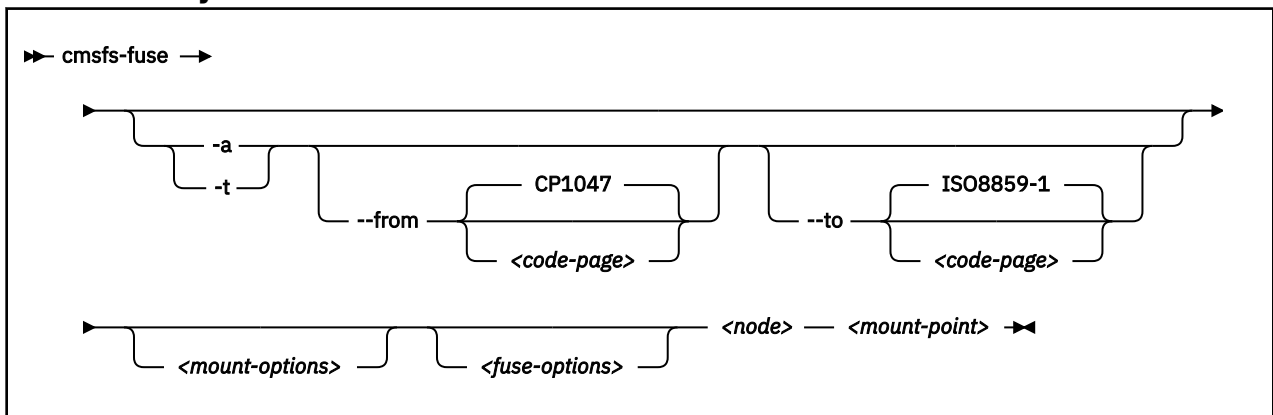 cmsfs-fuse
-a
-t
CP1047 ISO8859-1
--from --to
<code-page> <code-page>
<node> <mount-point>
<mount-options> <fuse-options>